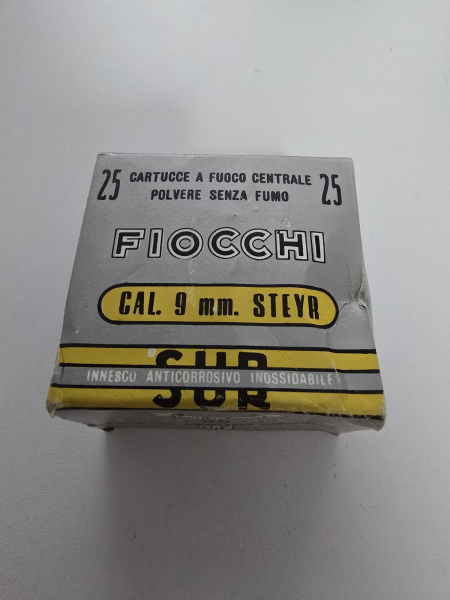 25 CARTUCCE A FUOCO CENTRALE 25
POLVERE SENZA FUMO
FIOCCHI
CAL. 9 mm. STEYR
SUR
INNESCO ANTICORROSIVO INOSSIDABILE